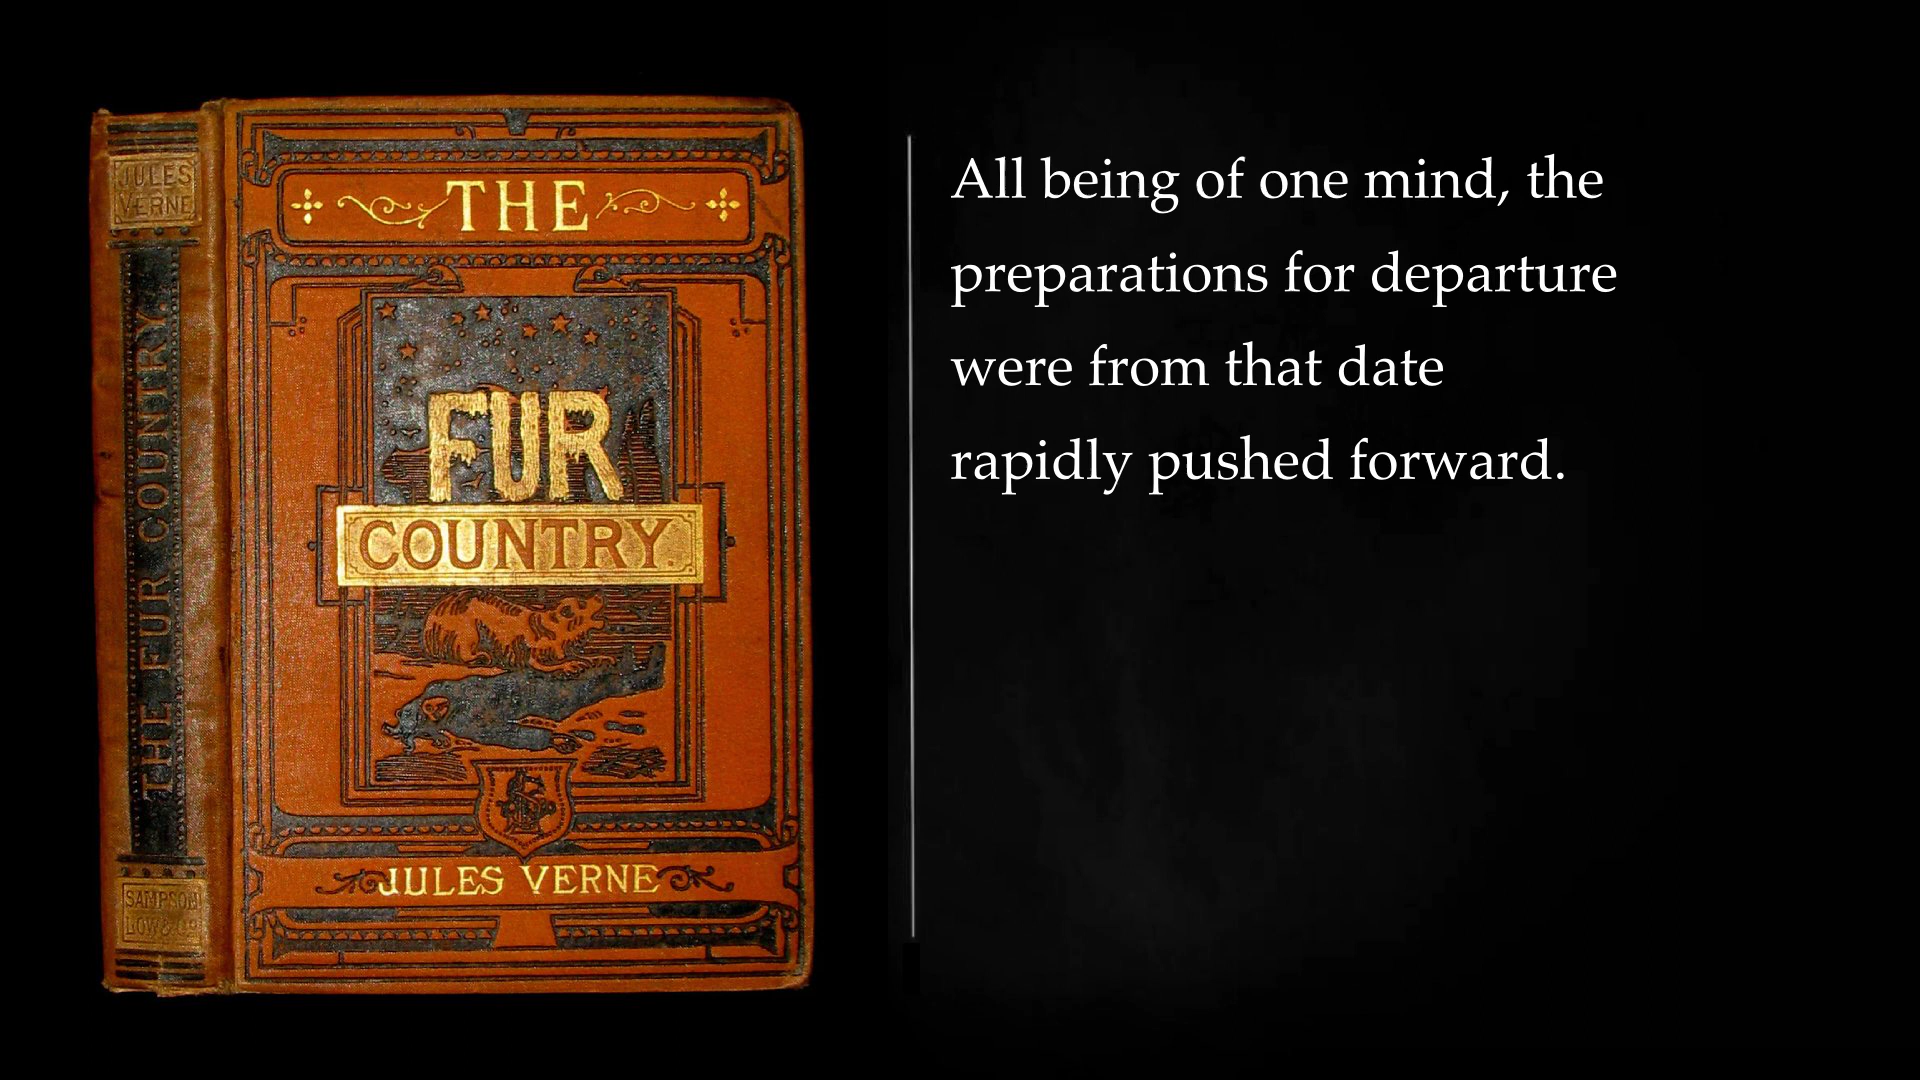 JULES
VERNE
THE FUR COUNTRY.
SAMPSON
LOW & Co
THE
FUR
COUNTRY.
JULES VERNE
All being of one mind, the
preparations for departure
were from that date
rapidly pushed forward.